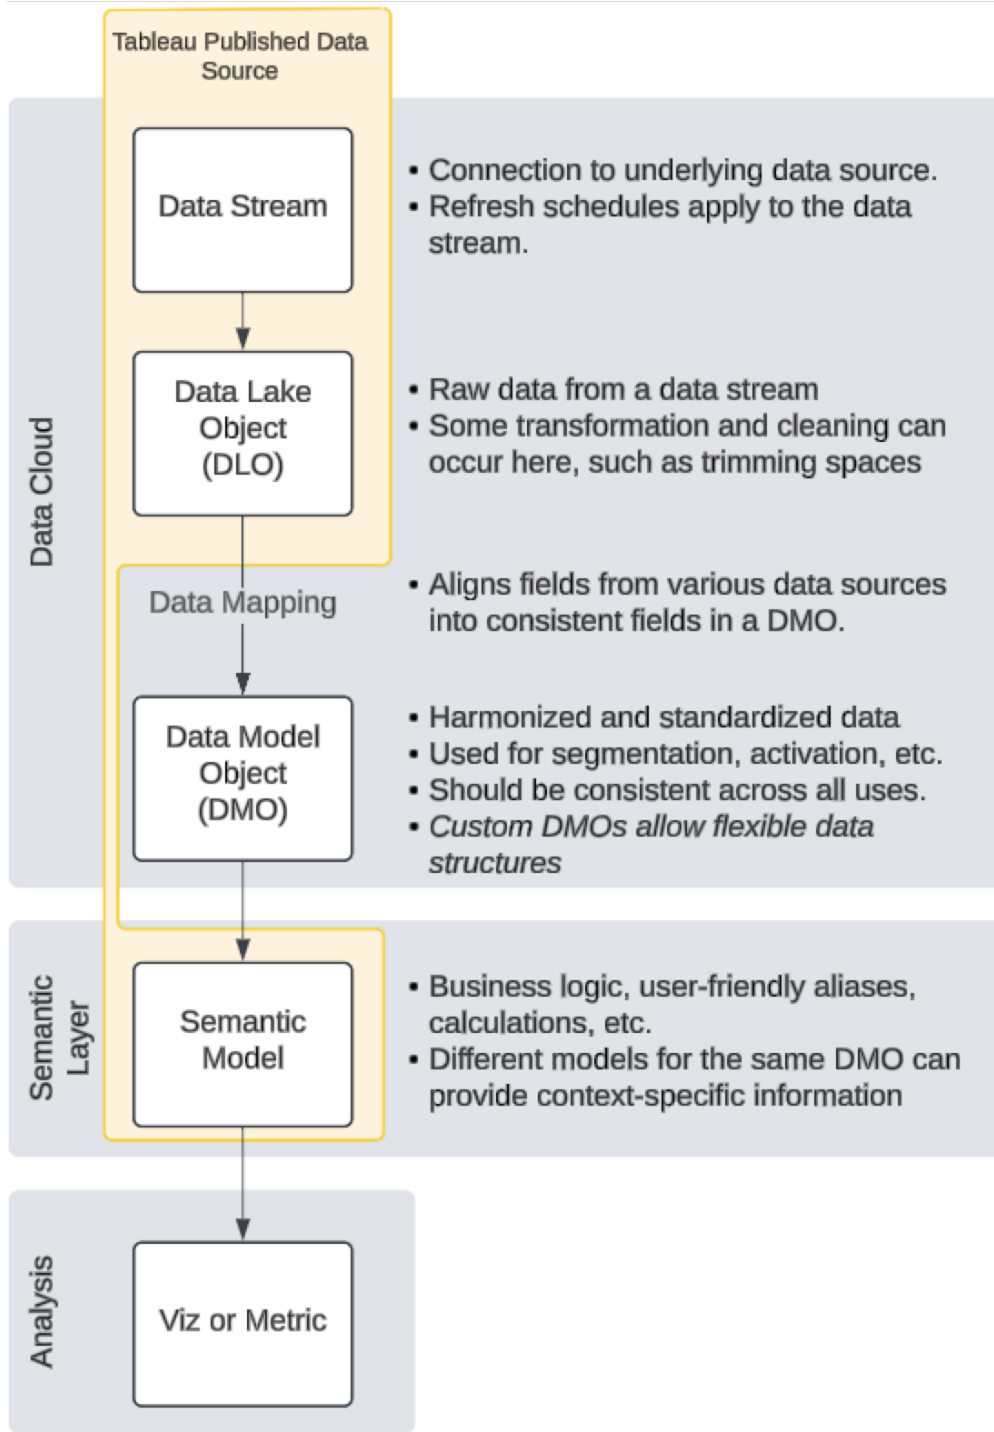 Tableau Published Data
Source
Data Cloud
Data Stream
• Connection to underlying data source.
• Refresh schedules apply to the data
stream.
Data Lake
Object
(DLO)
• Raw data from a data stream
• Some transformation and cleaning can
occur here, such as trimming spaces
Data Mapping
• Aligns fields from various data sources
into consistent fields in a DMO.
Data Model
Object
(DMO)
• Harmonized and standardized data
• Used for segmentation, activation, etc.
• Should be consistent across all uses.
• Custom DMOs allow flexible data
structures
Semantic
Layer
Semantic
Model
• Business logic, user-friendly aliases,
calculations, etc.
• Different models for the same DMO can
provide context-specific information
Analysis
Viz or Metric